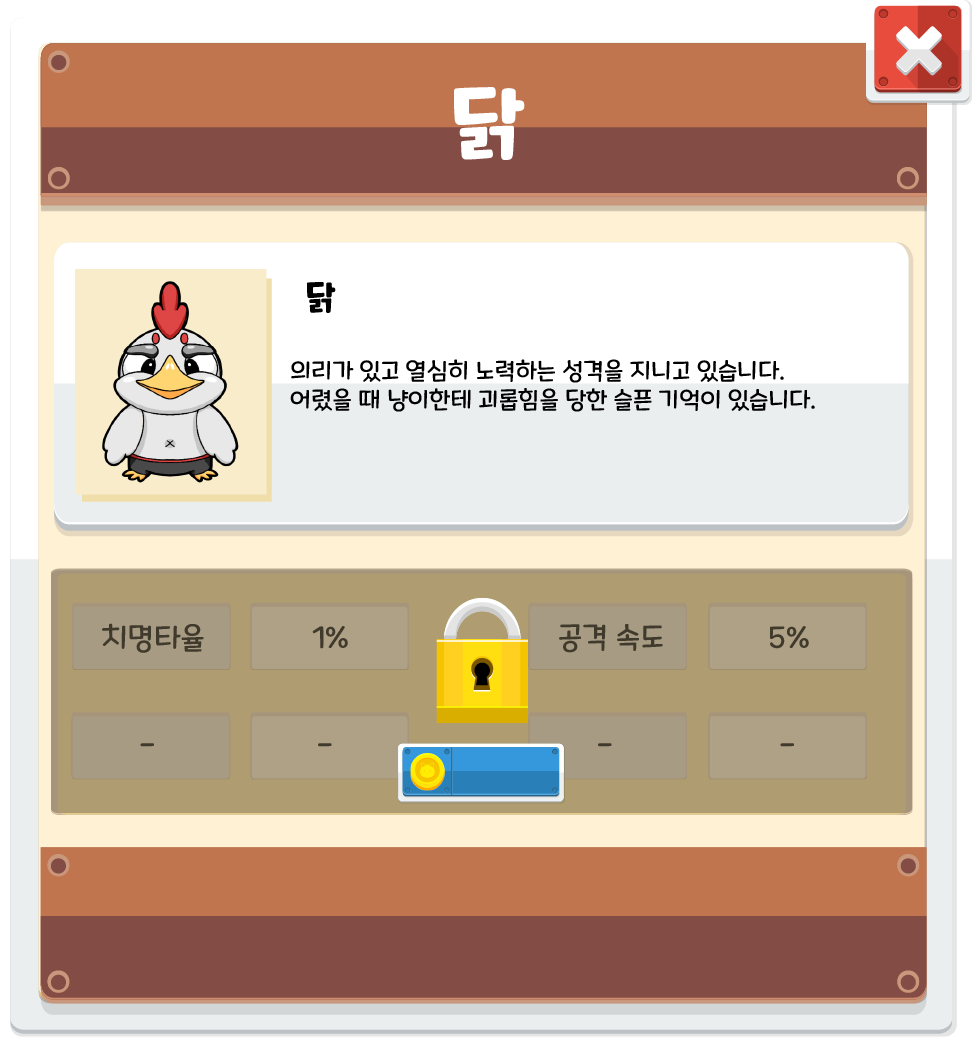 닭
닭
의리가 있고 열심히 노력하는 성격을 지니고 있습니다.
어렸을 때 냥이한테 괴롭힘을 당한 슬픈 기억이 있습니다.
치명타율 1% 공격 속도 5%
- - - -